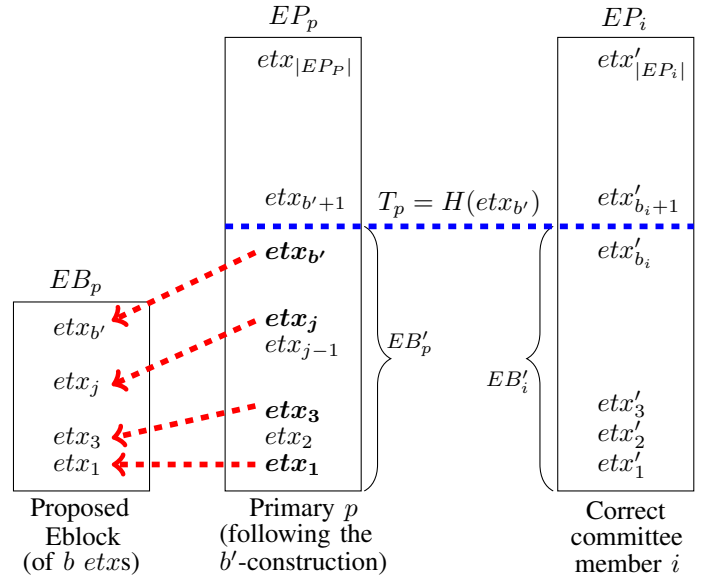 EP_p
EP_i
etx_{|EP_P|}
etx'_{|EP_i|}
etx_{b'+1}
T_p = H(etx_{b'})
etx'_{b_i+1}
etx_{b'}
etx'_{b_i}
EB_p
etx_{b'}
etx_j
etx_{j-1}
EB'_p
EB'_i
etx_j
etx_3
etx_2
etx_1
etx'_3
etx'_2
etx'_1
etx_3
etx_1
Proposed
Eblock
(of b etxs)
Primary p
(following the
b'-construction)
Correct
committee
member i